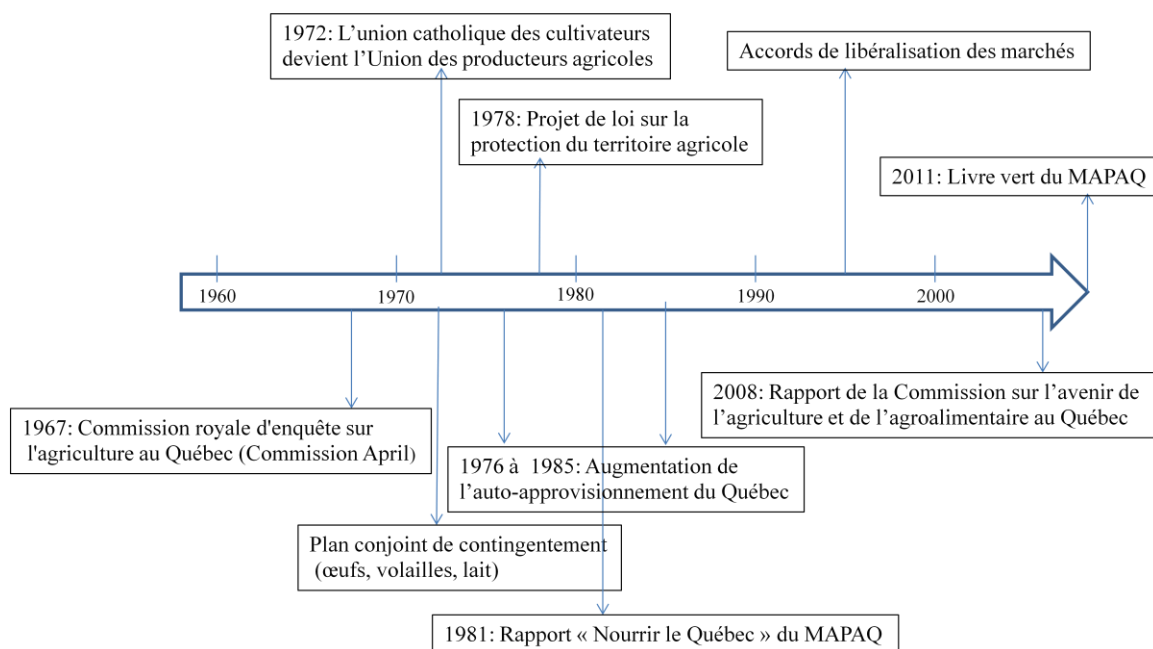 1972: L’union catholique des cultivateurs
devient l’Union des producteurs agricoles
Accords de libéralisation des marchés
1978: Projet de loi sur la
protection du territoire agricole
2011: Livre vert du MAPAQ
1960
1970
1980
1990
2000
2008: Rapport de la Commission sur l’avenir de
l’agriculture et de l’agroalimentaire au Québec
1967: Commission royale d'enquête sur
l'agriculture au Québec (Commission April)
1976 à 1985: Augmentation de
l’auto-approvisionnement du Québec
Plan conjoint de contingentement
(œufs, volailles, lait)
1981: Rapport « Nourrir le Québec » du MAPAQ